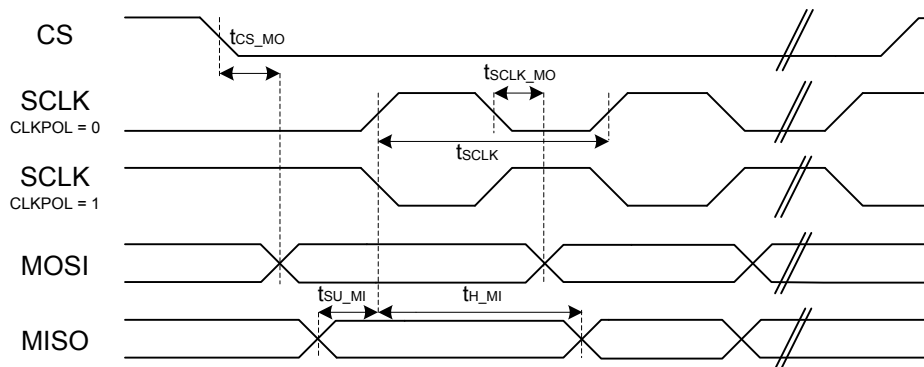 CS
tCS_MO
SCLK
CLKPOL = 0
tSCLK_MO
tSCLK
SCLK
CLKPOL = 1
MOSI
tSU_MI
tH_MI
MISO